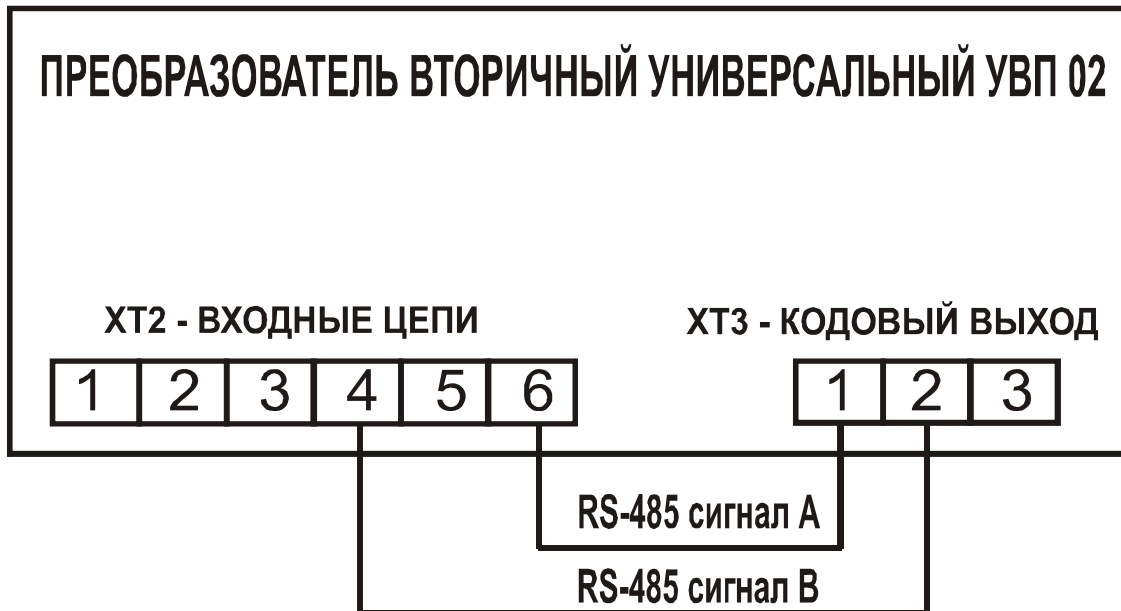 ПРЕОБРАЗОВАТЕЛЬ ВТОРИЧНЫЙ УНИВЕРСАЛЬНЫЙ УВП 02
ХТ2 - ВХОДНЫЕ ЦЕПИ
ХТ3 - КОДОВЫЙ ВЫХОД
1 2 3 4 5 6
1 2 3
RS-485 сигнал А
RS-485 сигнал В